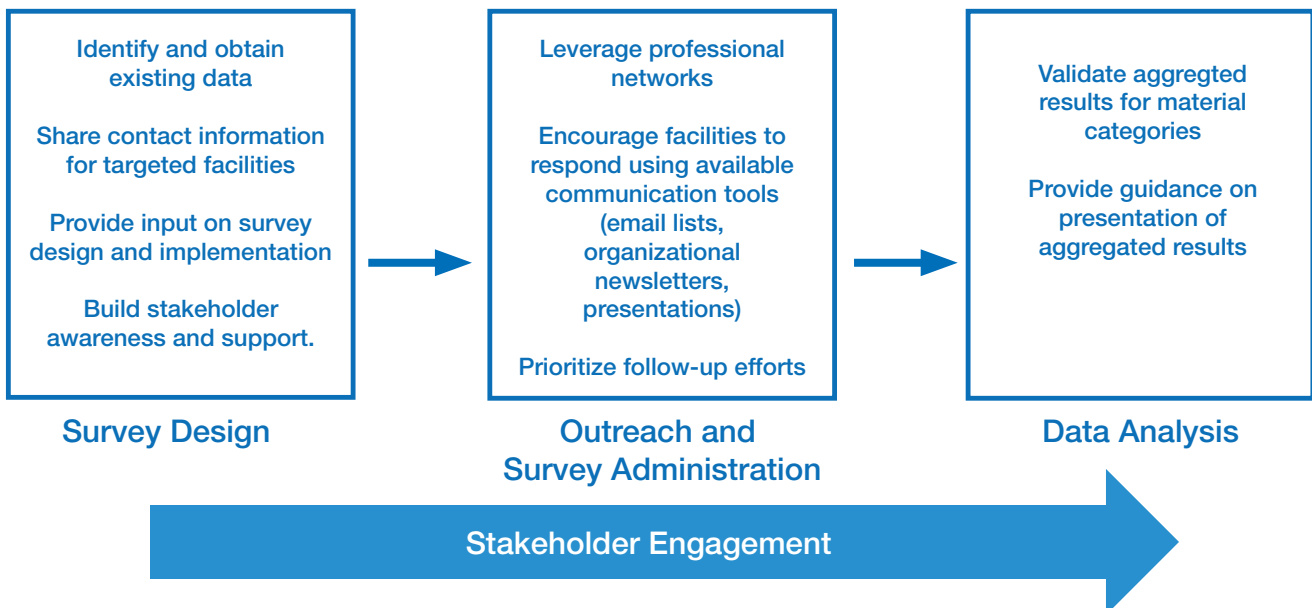 Identify and obtain
existing data
Share contact information
for targeted facilities
Provide input on survey
design and implementation
Build stakeholder
awareness and support.
Survey Design
Leverage professional
networks
Encourage facilities to
respond using available
communication tools
(email lists,
organizational
newsletters,
presentations)
Prioritize follow-up efforts
Outreach and
Survey Administration
Validate aggregted
results for material
categories
Provide guidance on
presentation of
aggregated results
Data Analysis
Stakeholder Engagement